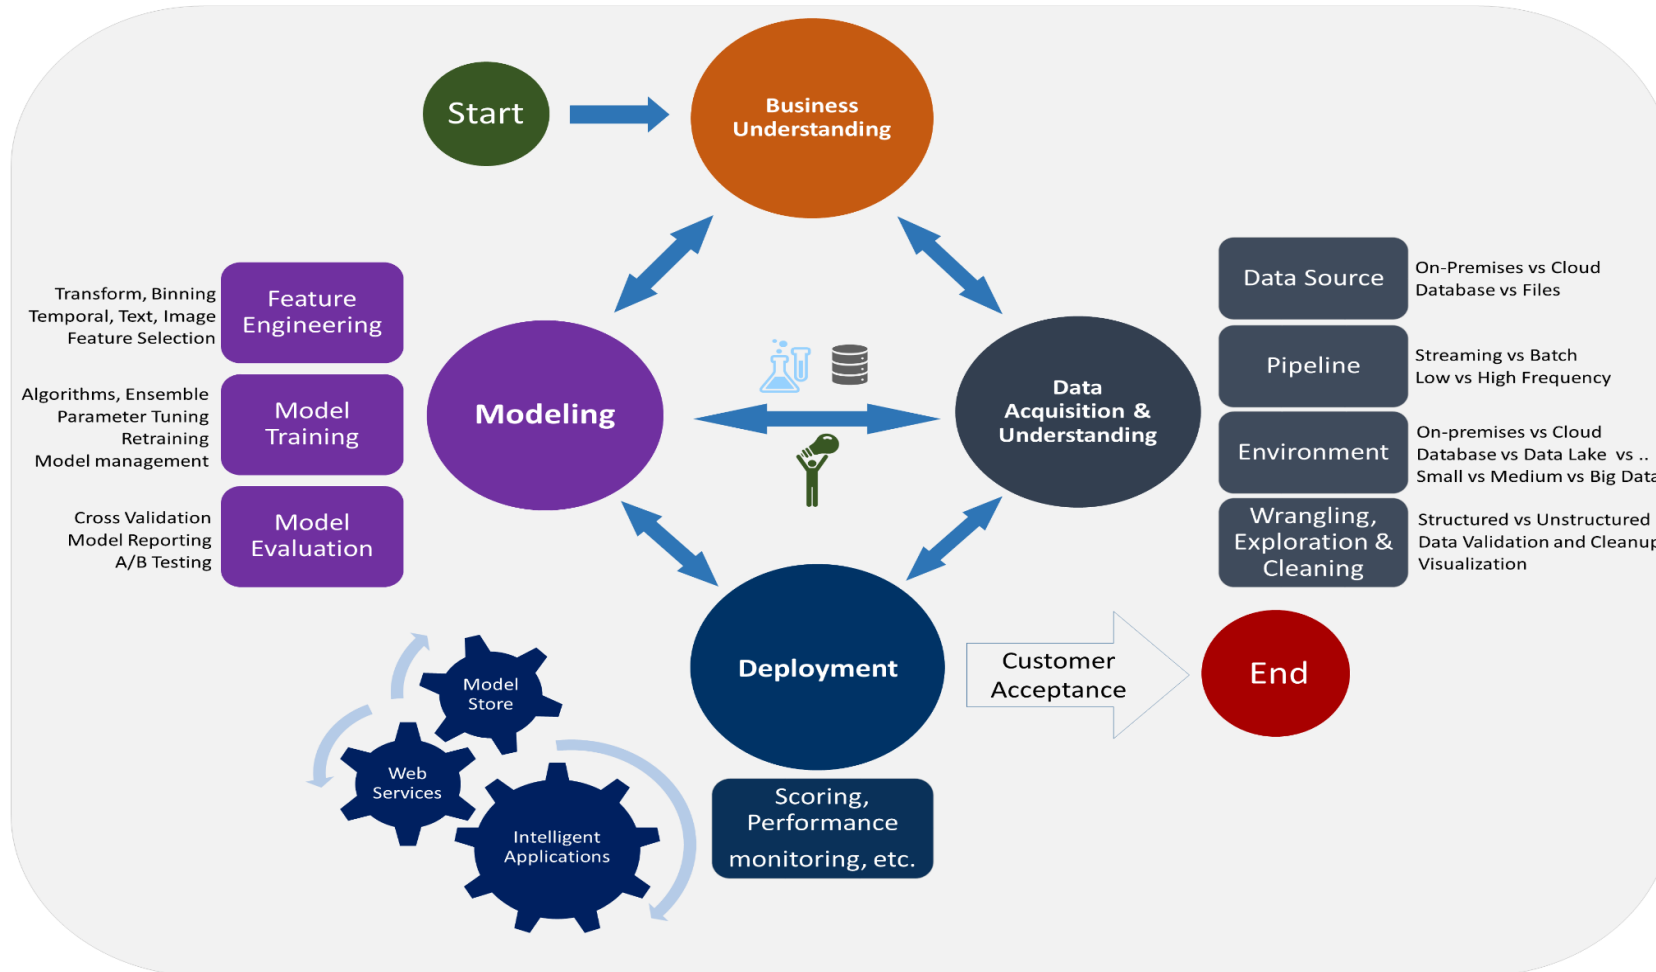 Start
Business
Understanding
Transform, Binning
Temporal, Text, Image
Feature Selection
Feature
Engineering
Algorithms, Ensemble
Parameter Tuning
Retraining
Model management
Model
Training
Cross Validation
Model Reporting
A/B Testing
Model
Evaluation
Modeling
Data
Acquisition &
Understanding
Data Source
On-Premises vs Cloud
Database vs Files
Pipeline
Streaming vs Batch
Low vs High Frequency
Environment
On-premises vs Cloud
Database vs Data Lake vs ..
Small vs Medium vs Big Data
Wrangling,
Exploration &
Cleaning
Structured vs Unstructured
Data Validation and Cleanup
Visualization
Deployment
Customer
Acceptance
End
Model
Store
Web
Services
Intelligent
Applications
Scoring,
Performance
monitoring, etc.